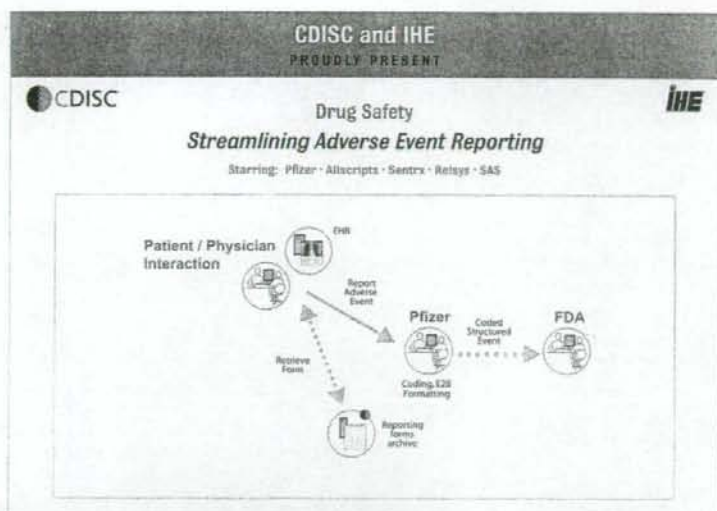 CDISC and IHE
PROUDLY PRESENT
CDISC
IHE
Drug Safety
Streamlining Adverse Event Reporting
Starring: Pfizer · Allscripts · Sentrx · Relsys · SAS
EHR
Patient / Physician
Interaction
Report
Adverse
Event
Pfizer
Coded
Structured
Event
FDA
Retrieve
Form
Coding, E2B
Formatting
Reporting
forms
archive